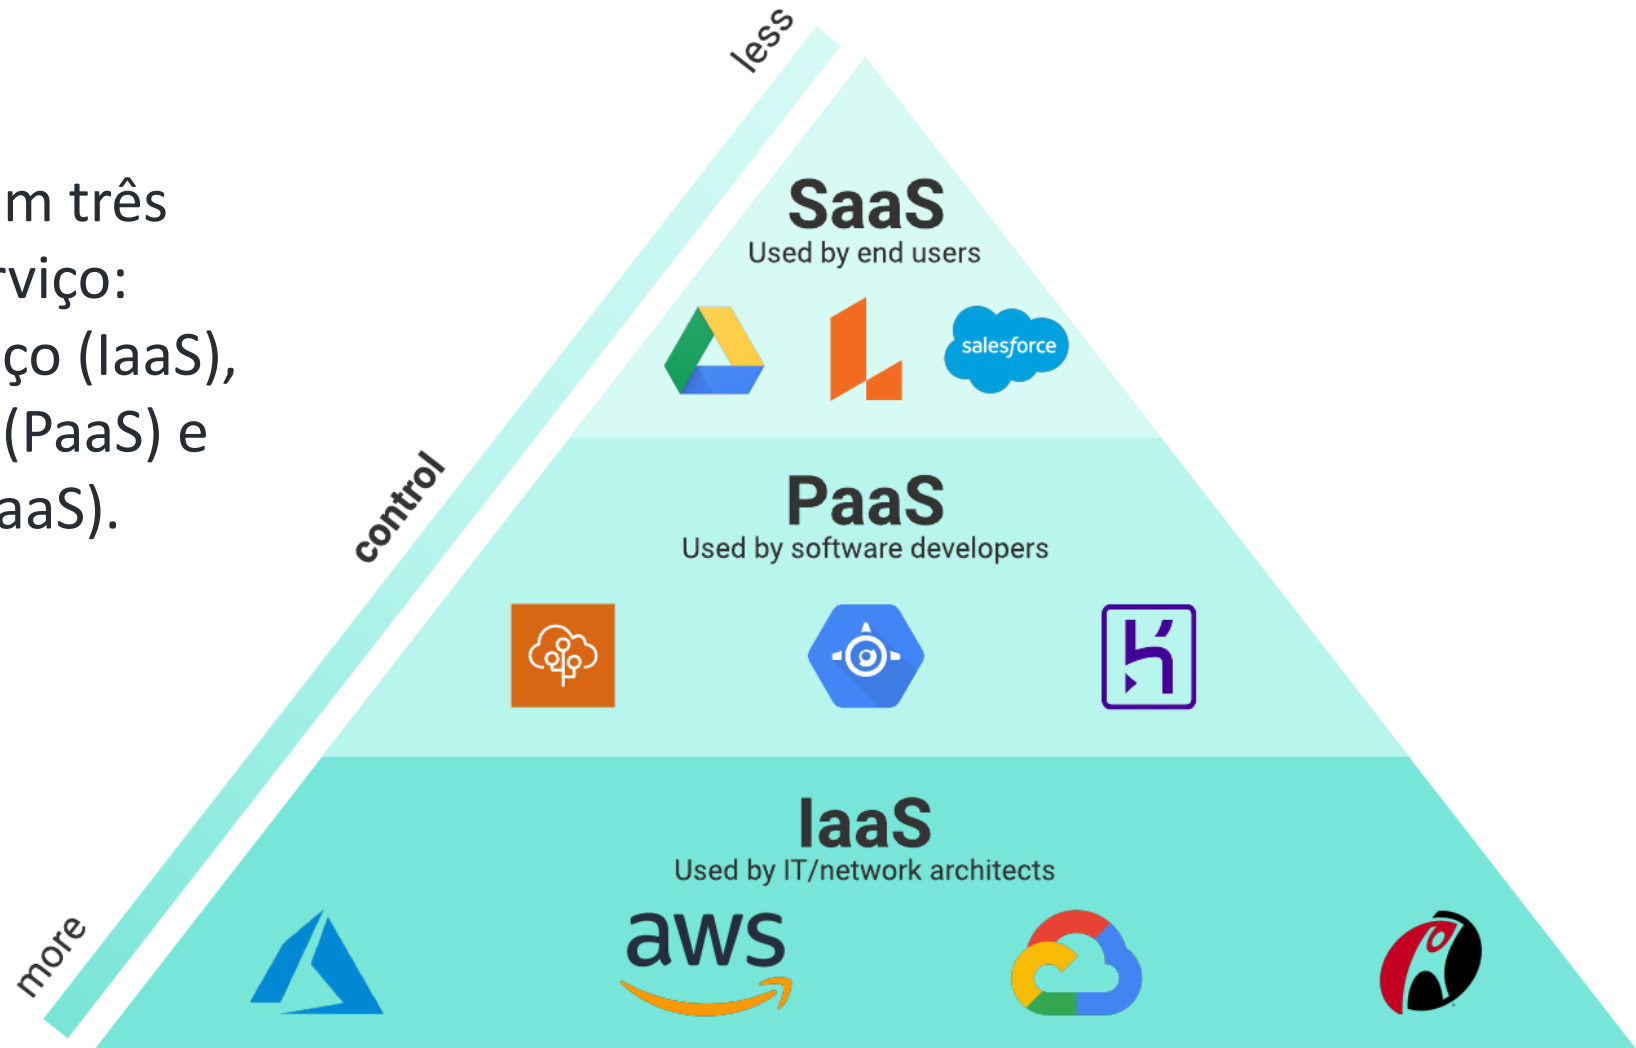 m três
rviço:
ço (IaaS),
(PaaS) e
aaS).
less
control
more
SaaS
Used by end users
salesforce
PaaS
Used by software developers
IaaS
Used by IT/network architects
aws